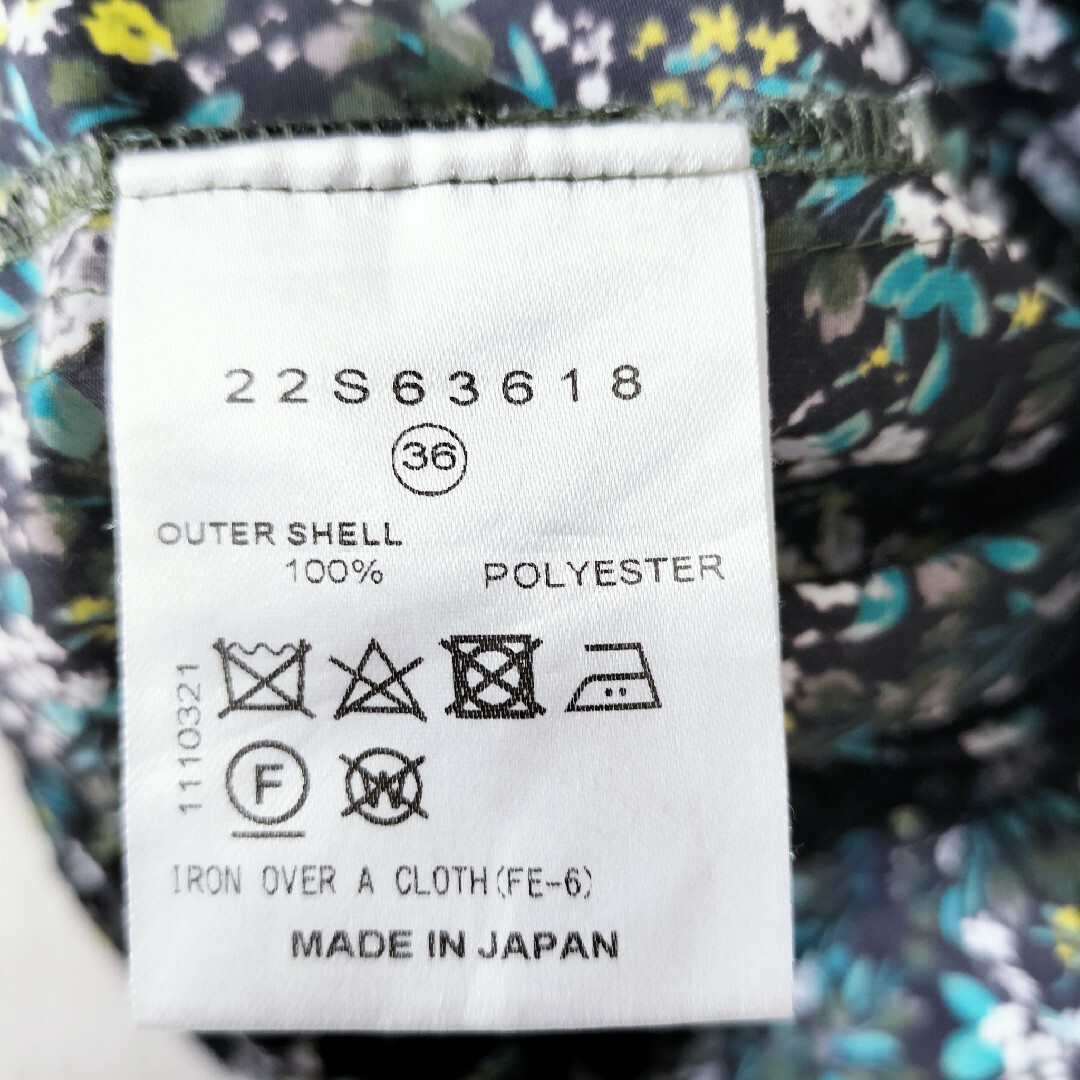 22S63618
36
OUTER SHELL
100% POLYESTER
1110321
F
W
IRON OVER A CLOTH(FE-6)
MADE IN JAPAN